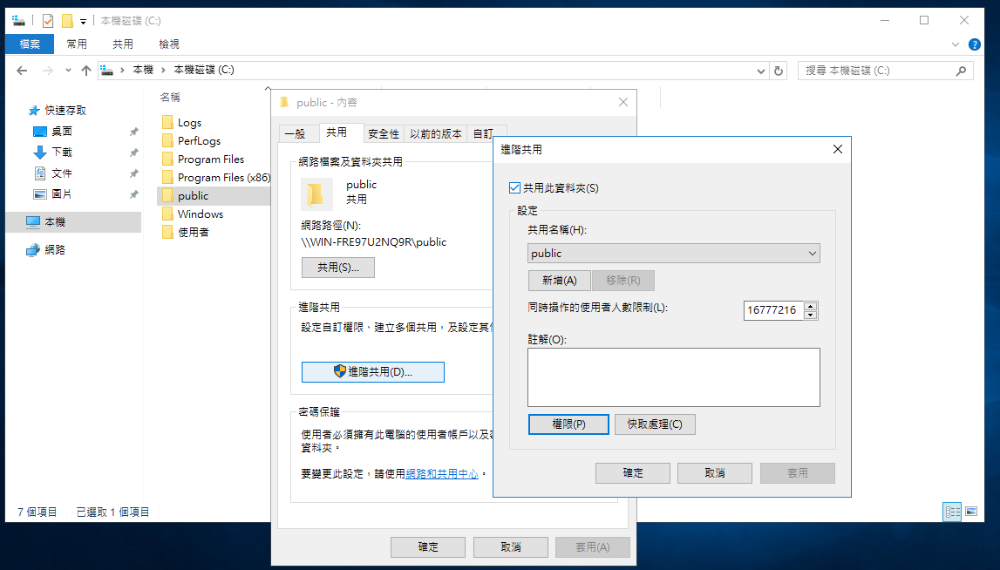 本機磁碟 (C:)
檔案 常用 共用 檢視
本機 本機磁碟 (C:) 搜尋 本機磁碟 (C:)
快速存取
桌面
下載
文件
圖片
本機
網路
名稱
Logs
PerfLogs
Program Files
Program Files (x86)
public
Windows
使用者
7 個項目 已選取 1 個項目
public - 內容
一般 共用 安全性 以前的版本 自訂
網路檔案及資料夾共用
public
共用
網路路徑(N):
\\WIN-FRE97U2NQ9R\public
共用(S)...
進階共用
設定自訂權限、建立多個共用，及設定其
進階共用(D)...
密碼保護
使用者必須擁有此電腦的使用者帳戶以及
資料夾。
要變更此設定，請使用網路和共用中心。
確定 取消 套用(A)
進階共用
共用此資料夾(S)
設定
共用名稱(H):
public
新增(A) 移除(R)
同時操作的使用者人數限制(L): 16777216
註解(O):
權限(P) 快取處理(C)
確定 取消 套用